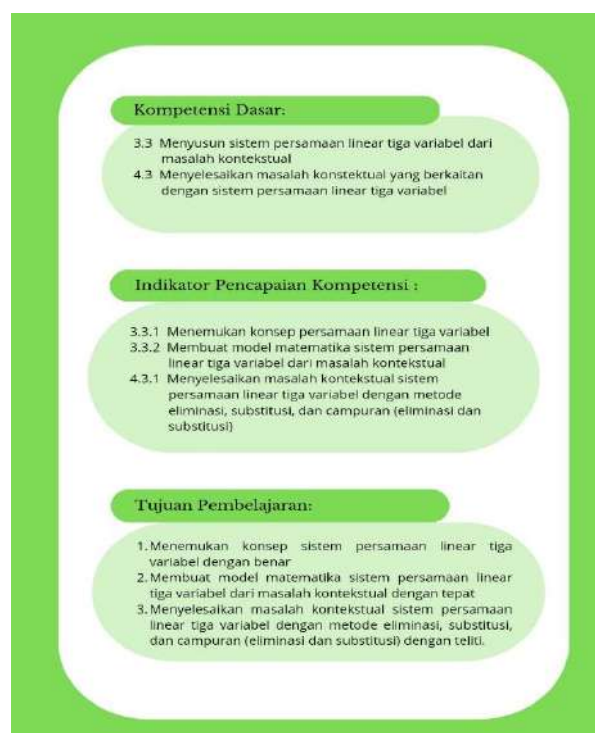 Kompetensi Dasar:
3.3 Menyusun sistem persamaan linear tiga variabel dari
masalah kontekstual
4.3 Menyelesaikan masalah konstektual yang berkaitan
dengan sistem persamaan linear tiga variabel
Indikator Pencapaian Kompetensi :
3.3.1 Menemukan konsep persamaan linear tiga variabel
3.3.2 Membuat model matematika sistem persamaan
linear tiga variabel dari masalah kontekstual
4.3.1 Menyelesaikan masalah kontekstual sistem
persamaan linear tiga variabel dengan metode
eliminasi, substitusi, dan campuran (eliminasi dan
substitusi)
Tujuan Pembelajaran:
1. Menemukan konsep sistem persamaan linear tiga
variabel dengan benar
2. Membuat model matematika sistem persamaan linear
tiga variabel dari masalah kontekstual dengan tepat
3. Menyelesaikan masalah kontekstual sistem persamaan
linear tiga variabel dengan metode eliminasi, substitusi,
dan campuran (eliminasi dan substitusi) dengan teliti.